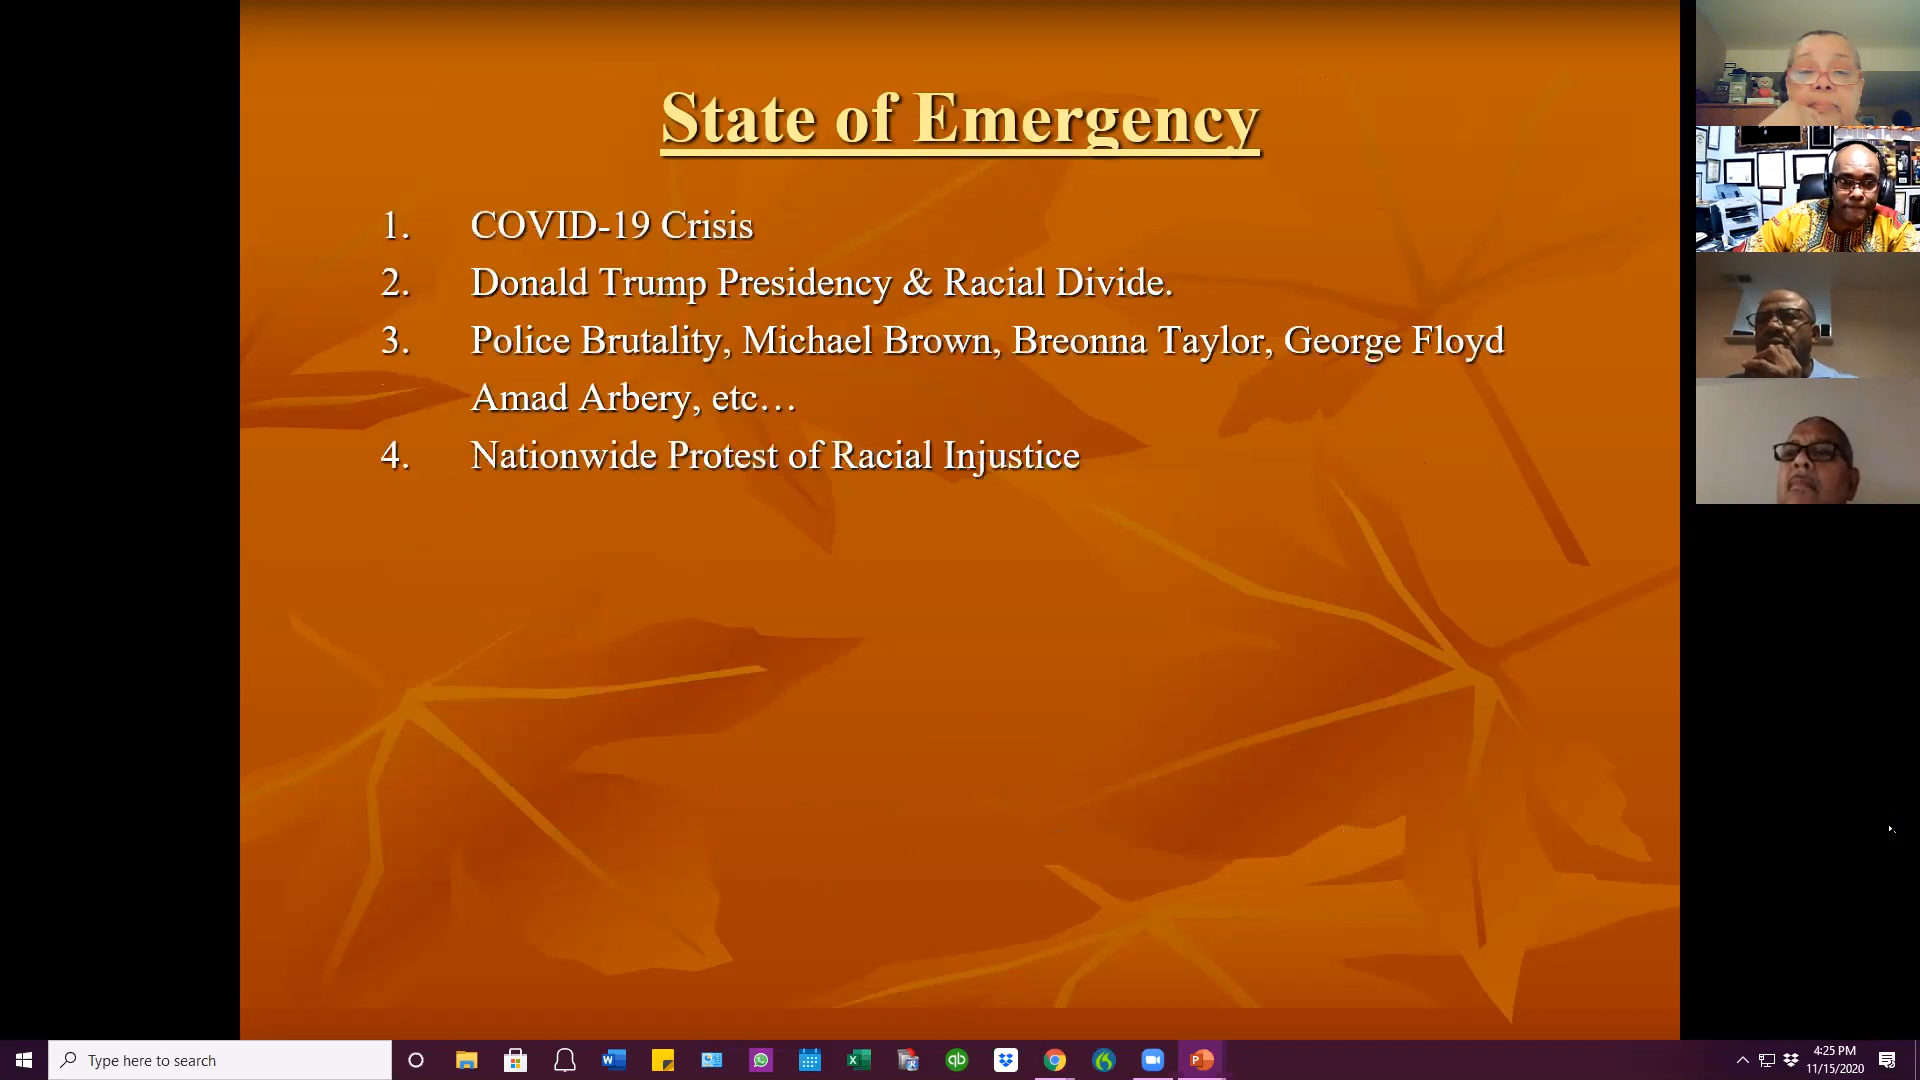 State of Emergency
1. COVID-19 Crisis
2. Donald Trump Presidency & Racial Divide.
3. Police Brutality, Michael Brown, Breonna Taylor, George Floyd
Amad Arbery, etc…
4. Nationwide Protest of Racial Injustice
Type here to search
4:25 PM
11/15/2020